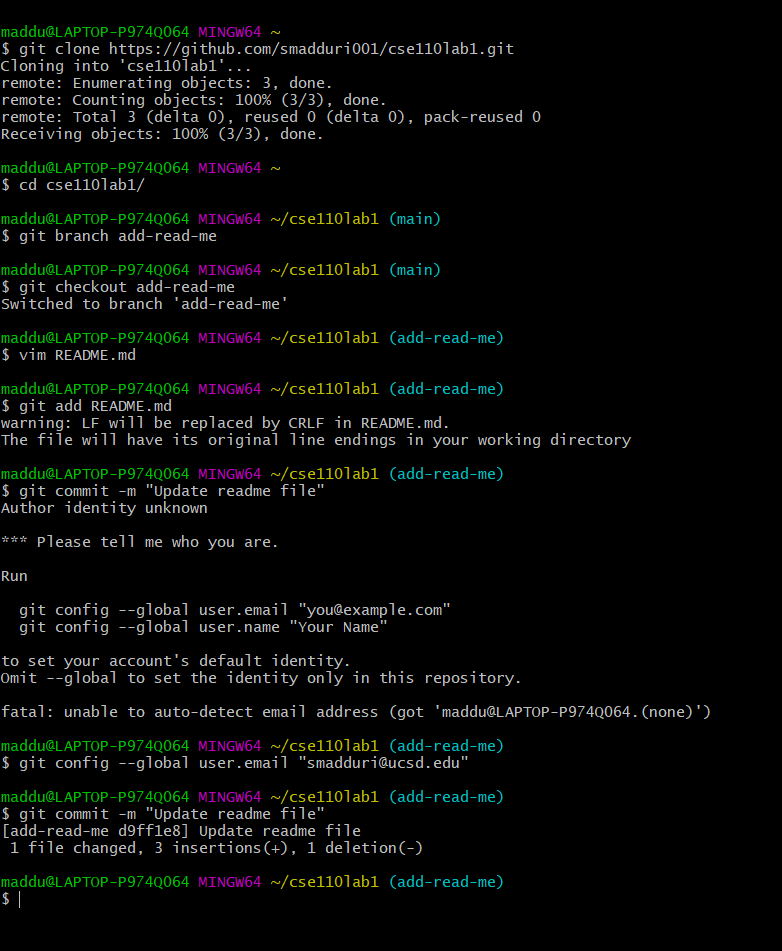 maddu@LAPTOP-P974Q064 MINGW64 ~
$ git clone https://github.com/smadduri001/cse110lab1.git
Cloning into 'cse110lab1'...
remote: Enumerating objects: 3, done.
remote: Counting objects: 100% (3/3), done.
remote: Total 3 (delta 0), reused 0 (delta 0), pack-reused 0
Receiving objects: 100% (3/3), done.
maddu@LAPTOP-P974Q064 MINGW64 ~
$ cd cse110lab1/
maddu@LAPTOP-P974Q064 MINGW64 ~/cse110lab1 (main)
$ git branch add-read-me
maddu@LAPTOP-P974Q064 MINGW64 ~/cse110lab1 (main)
$ git checkout add-read-me
Switched to branch 'add-read-me'
maddu@LAPTOP-P974Q064 MINGW64 ~/cse110lab1 (add-read-me)
$ vim README.md
maddu@LAPTOP-P974Q064 MINGW64 ~/cse110lab1 (add-read-me)
$ git add README.md
warning: LF will be replaced by CRLF in README.md.
The file will have its original line endings in your working directory
maddu@LAPTOP-P974Q064 MINGW64 ~/cse110lab1 (add-read-me)
$ git commit -m "Update readme file"
Author identity unknown
*** Please tell me who you are.
Run
  git config --global user.email "you@example.com"
  git config --global user.name "Your Name"
to set your account's default identity.
Omit --global to set the identity only in this repository.
fatal: unable to auto-detect email address (got 'maddu@LAPTOP-P974Q064.(none)')
maddu@LAPTOP-P974Q064 MINGW64 ~/cse110lab1 (add-read-me)
$ git config --global user.email "smadduri@ucsd.edu"
maddu@LAPTOP-P974Q064 MINGW64 ~/cse110lab1 (add-read-me)
$ git commit -m "Update readme file"
[add-read-me d9ff1e8] Update readme file
 1 file changed, 3 insertions(+), 1 deletion(-)
maddu@LAPTOP-P974Q064 MINGW64 ~/cse110lab1 (add-read-me)
$